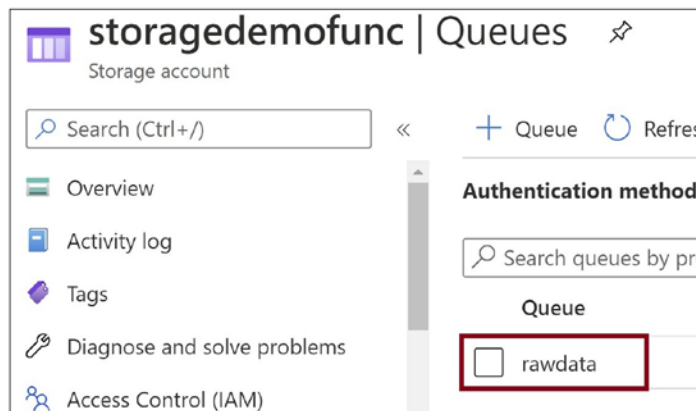 storagedemofunc | Queues
Storage account
Search (Ctrl+/)
«
Overview
Activity log
Tags
Diagnose and solve problems
Access Control (IAM)
+ Queue
Authentication method
Search queues by
Queue
rawdata